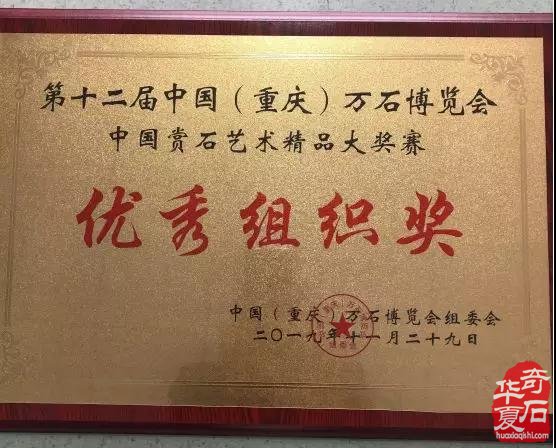 第十二届中国（重庆）万石博览会
中国赏石艺术精品大奖赛
优秀组织奖
中国（重庆）万石博览会组委会
二〇一九年十一月二十九日
华夏奇石
huaxiaqishi.com